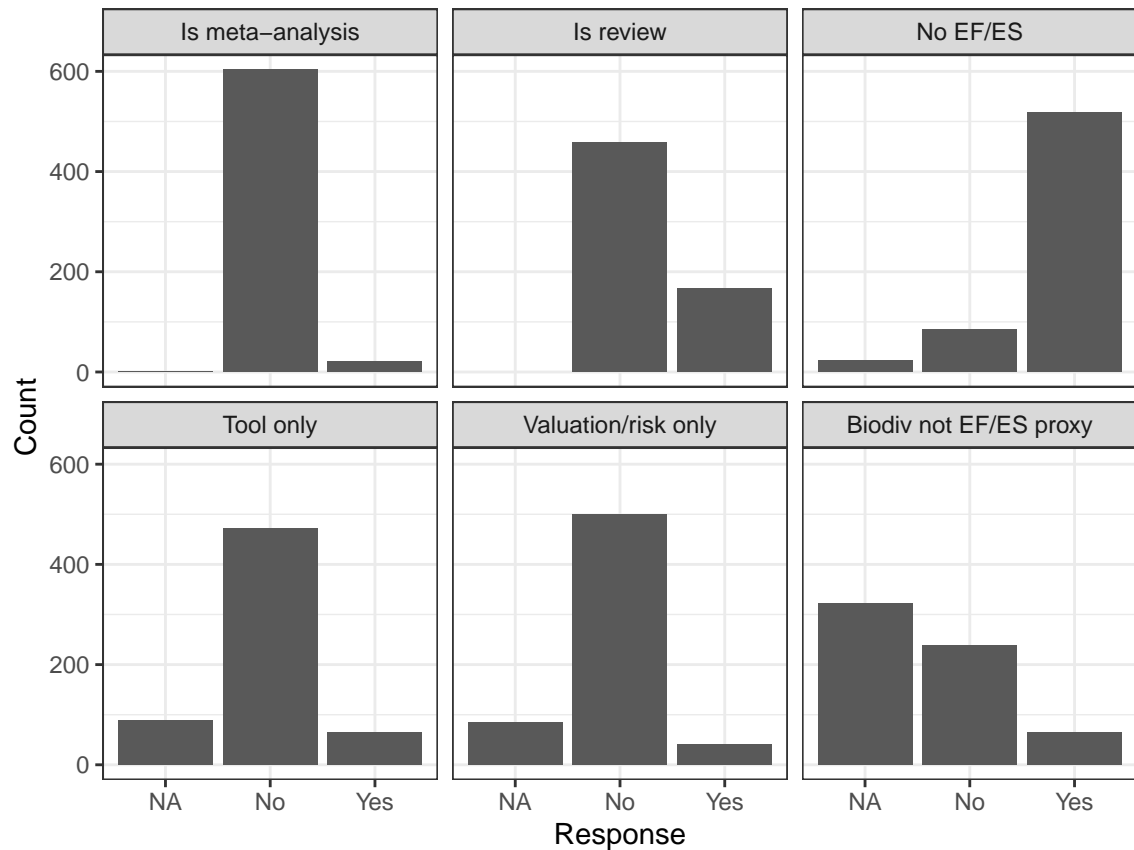 Is meta−analysis
Is review
No EF/ES
600
400
200
0
Count
Tool only
Valuation/risk only
Biodiv not EF/ES proxy
600
400
200
0
NA No Yes
NA No Yes
NA No Yes
Response